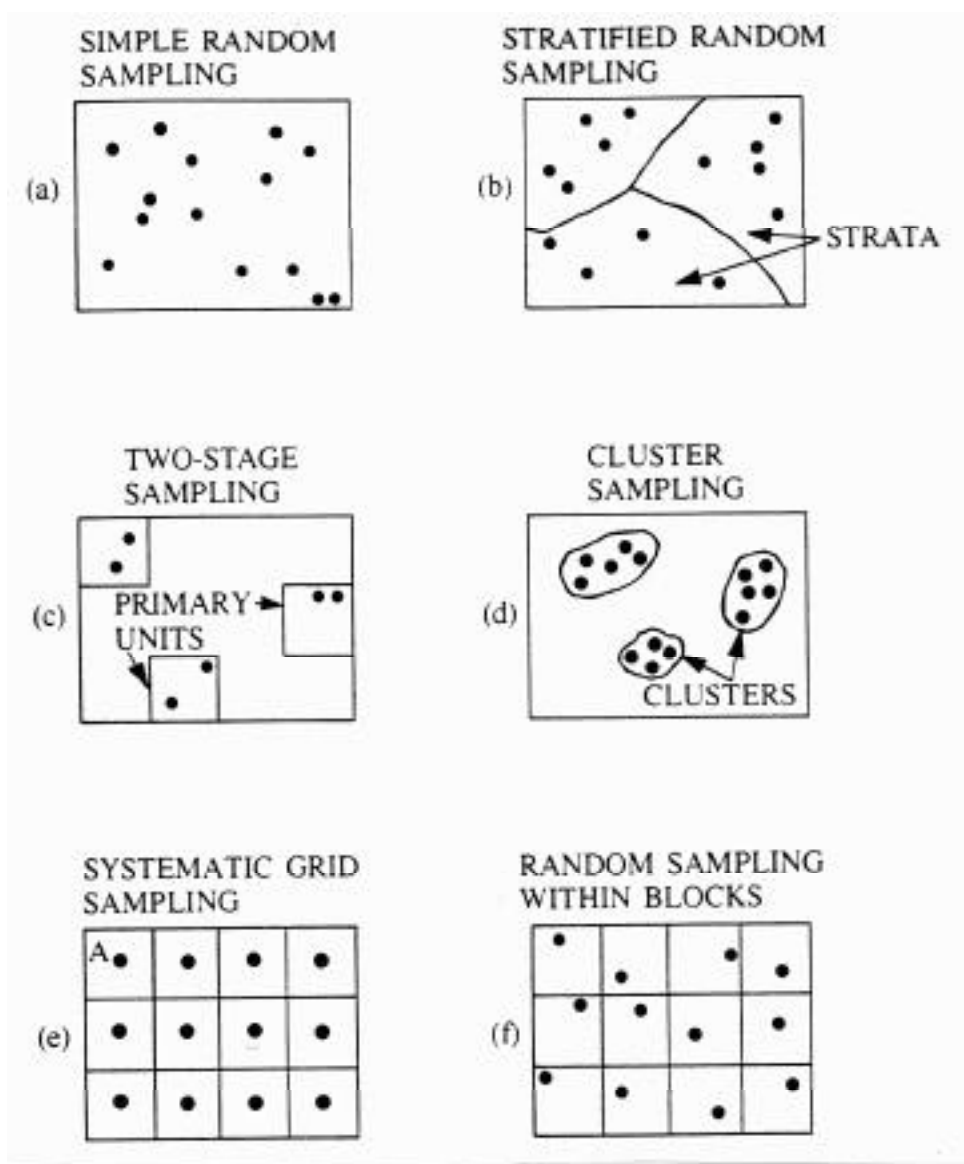 SIMPLE RANDOM
SAMPLING
(a)
STRATIFIED RANDOM
SAMPLING
(b)
STRATA
TWO-STAGE
SAMPLING
(c)
PRIMARY
UNITS
CLUSTER
SAMPLING
(d)
CLUSTERS
SYSTEMATIC GRID
SAMPLING
A
(e)
RANDOM SAMPLING
WITHIN BLOCKS
(f)